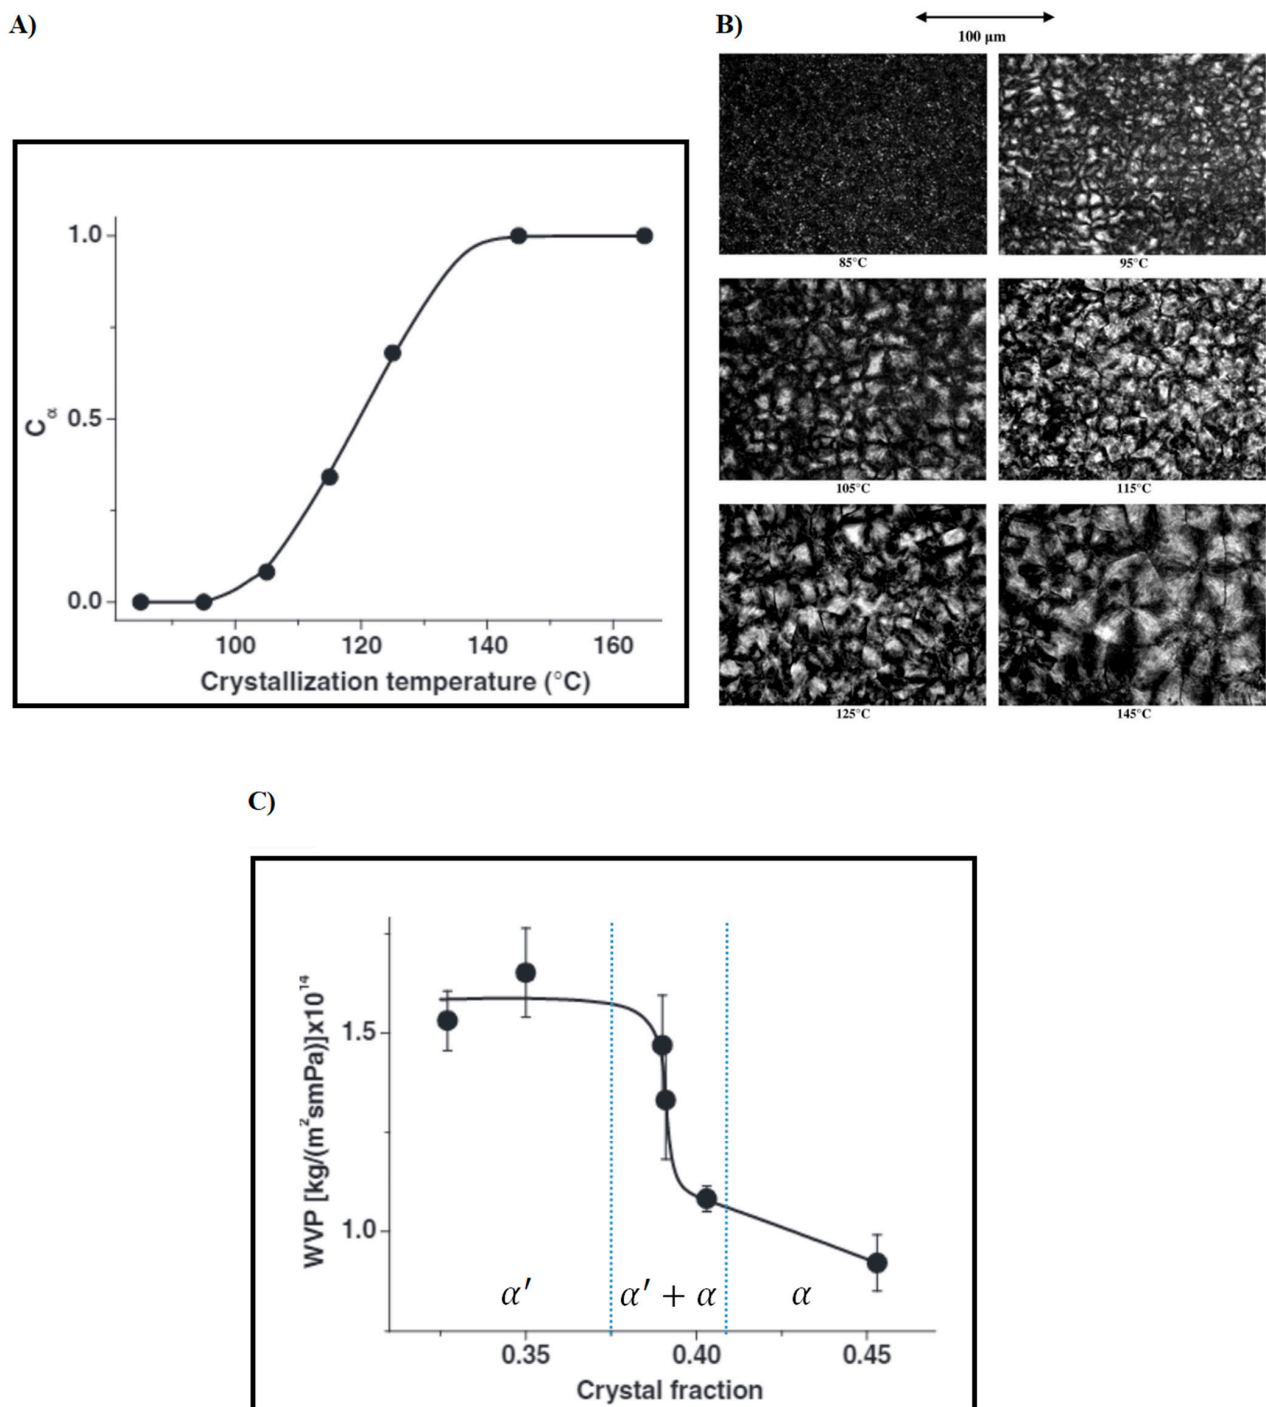 A)
1.0
0.5
0.0
Cα
100 120 140 160
Crystallization temperature (°C)
B)
100 μm
85°C 95°C
105°C 115°C
125°C 145°C
C)
WVP [kg/(m²smPa)]x10¹⁴
1.5
1.0
α′ α′ + α α
0.35 0.40 0.45
Crystal fraction